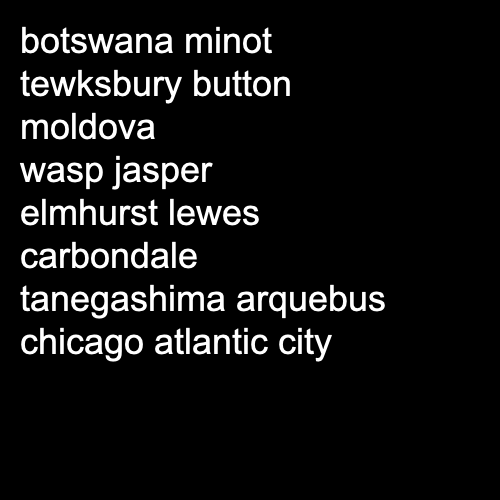 botswana minot
tewksbury button
moldova
wasp jasper
elmhurst lewes
carbondale
tanegashima arquebus
chicago atlantic city